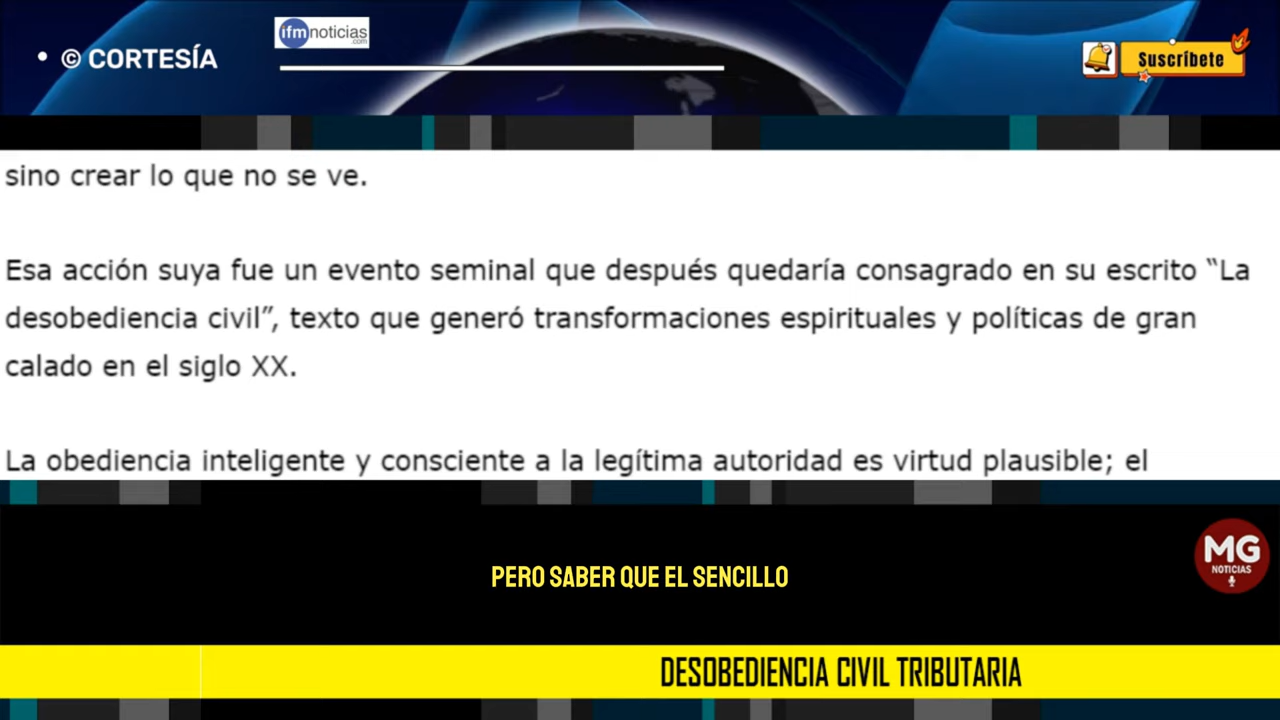 • © CORTESÍA
ifmnoticias
.com
Suscríbete
sino crear lo que no se ve.
Esa acción suya fue un evento seminal que después quedaría consagrado en su escrito “La
desobediencia civil”, texto que generó transformaciones espirituales y políticas de gran
calado en el siglo XX.
La obediencia inteligente y consciente a la legítima autoridad es virtud plausible; el
MG
NOTICIAS
PERO SABER QUE EL SENCILLO
DESOBEDIENCIA CIVIL TRIBUTARIA